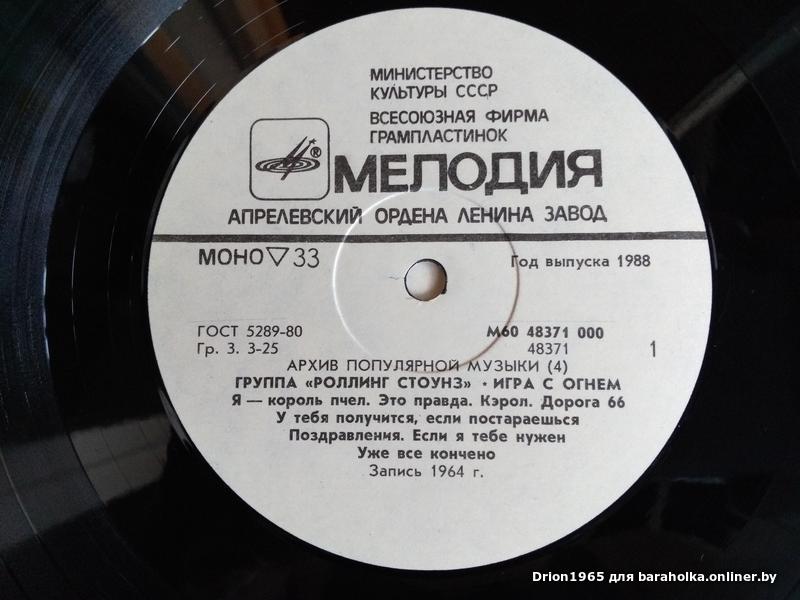 МИНИСТЕРСТВО
КУЛЬТУРЫ СССР
ВСЕСОЮЗНАЯ ФИРМА
ГРАМПЛАСТИНОК
®
МЕЛОДИЯ
АПРЕЛЕВСКИЙ ОРДЕНА ЛЕНИНА ЗАВОД
МОНО ▽ 33
Год выпуска 1988
ГОСТ 5289-80
М60 48371 000
Гр. 3. 3-25
48371
1
АРХИВ ПОПУЛЯРНОЙ МУЗЫКИ (4)
ГРУППА «РОЛЛИНГ СТОУНЗ» · ИГРА С ОГНЕМ
Я — король пчел. Это правда. Кэрол. Дорога 66
У тебя получится, если постараешься
Поздравления. Если я тебе нужен
Уже все кончено
Запись 1964 г.
Drion1965 для baraholka.onliner.by